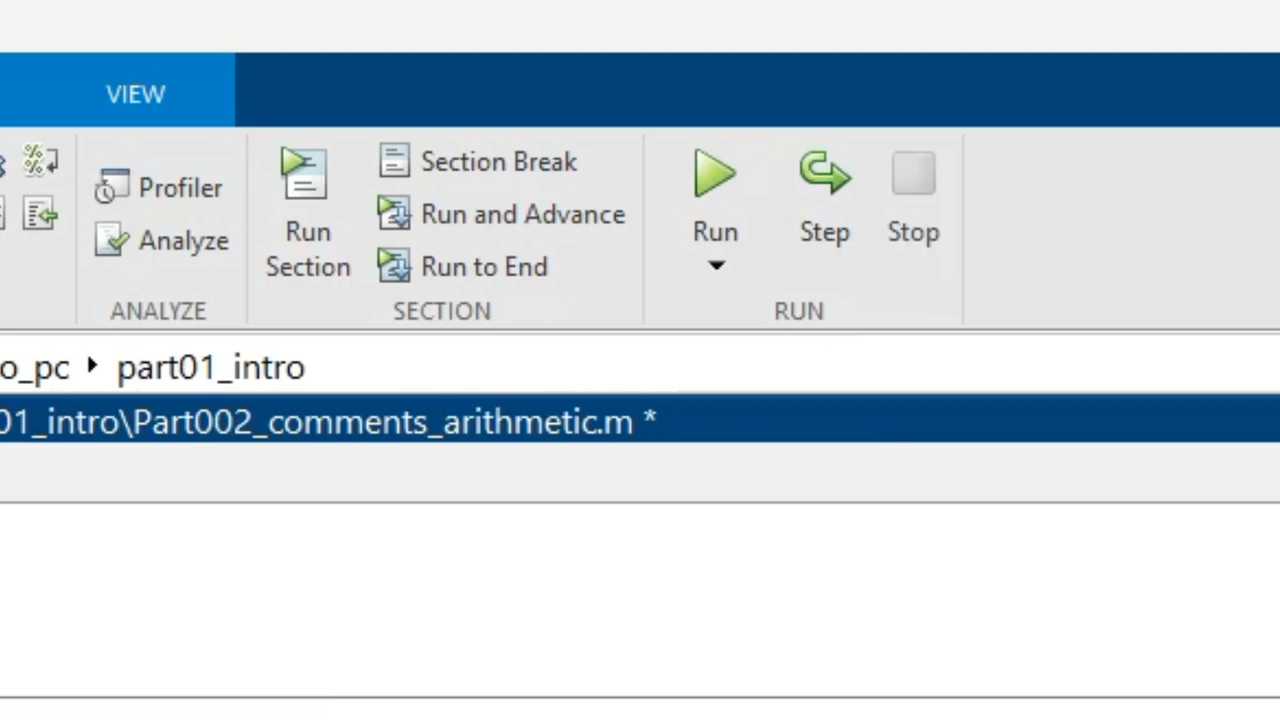 VIEW
Profiler
Analyze
ANALYZE
Run
Section
Section Break
Run and Advance
Run to End
SECTION
Run
Step
Stop
RUN
o_pc
part01_intro
01_intro\Part002_comments_arithmetic.m *